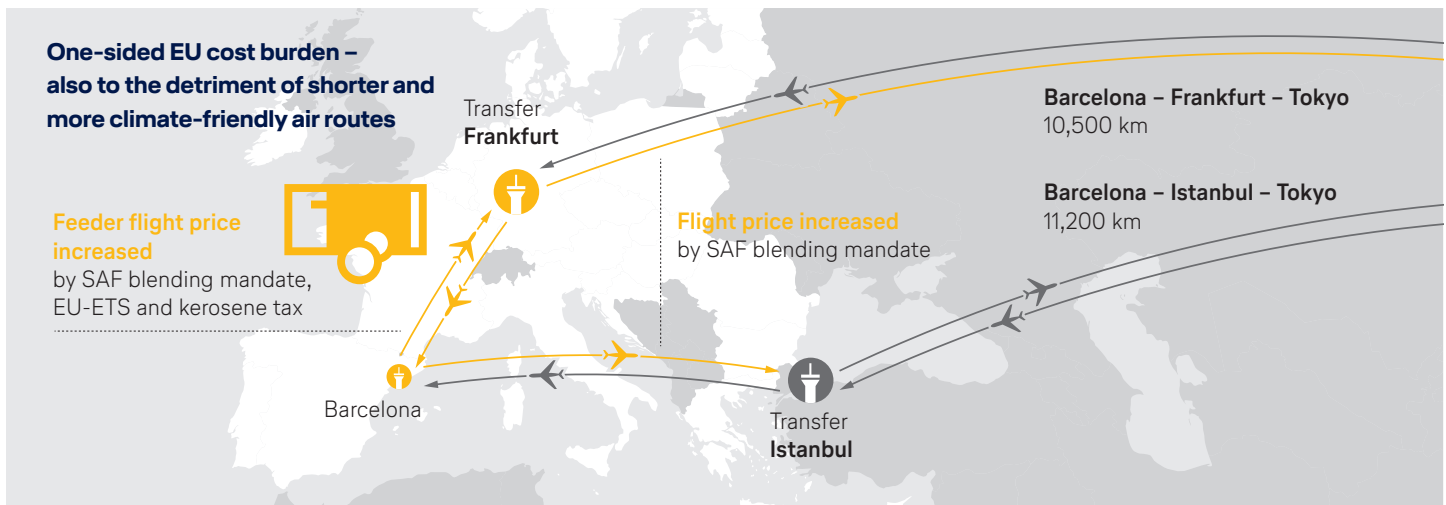 One-sided EU cost burden –
also to the detriment of shorter and
more climate-friendly air routes
Transfer
Frankfurt
Barcelona – Frankfurt – Tokyo
10,500 km
Barcelona – Istanbul – Tokyo
11,200 km
Feeder flight price
increased
by SAF blending mandate,
EU-ETS and kerosene tax
Flight price increased
by SAF blending mandate
Barcelona
Transfer
Istanbul